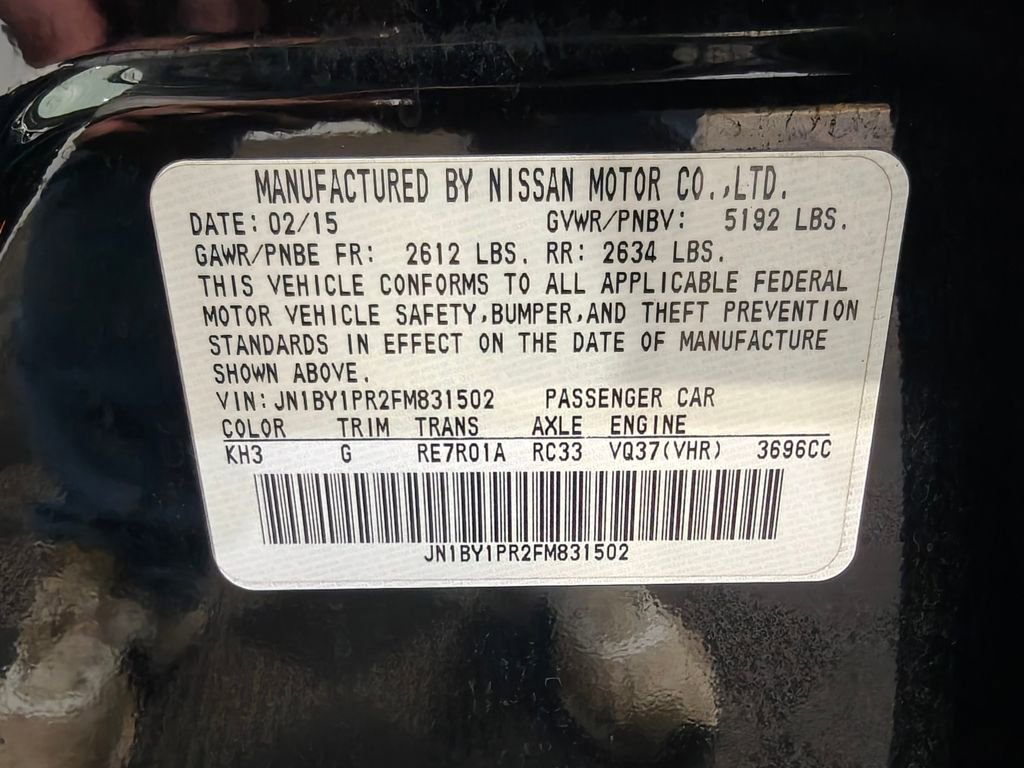 MANUFACTURED BY NISSAN MOTOR CO.,LTD.
DATE: 02/15 GVWR/PNBV: 5192 LBS.
GAWR/PNBE FR: 2612 LBS. RR: 2634 LBS.
THIS VEHICLE CONFORMS TO ALL APPLICABLE FEDERAL
MOTOR VEHICLE SAFETY,BUMPER,AND THEFT PREVENTION
STANDARDS IN EFFECT ON THE DATE OF MANUFACTURE
SHOWN ABOVE.
VIN: JN1BY1PR2FM831502 PASSENGER CAR
COLOR TRIM TRANS AXLE ENGINE
KH3 G RE7R01A RC33 VQ37(VHR) 3696CC
JN1BY1PR2FM831502